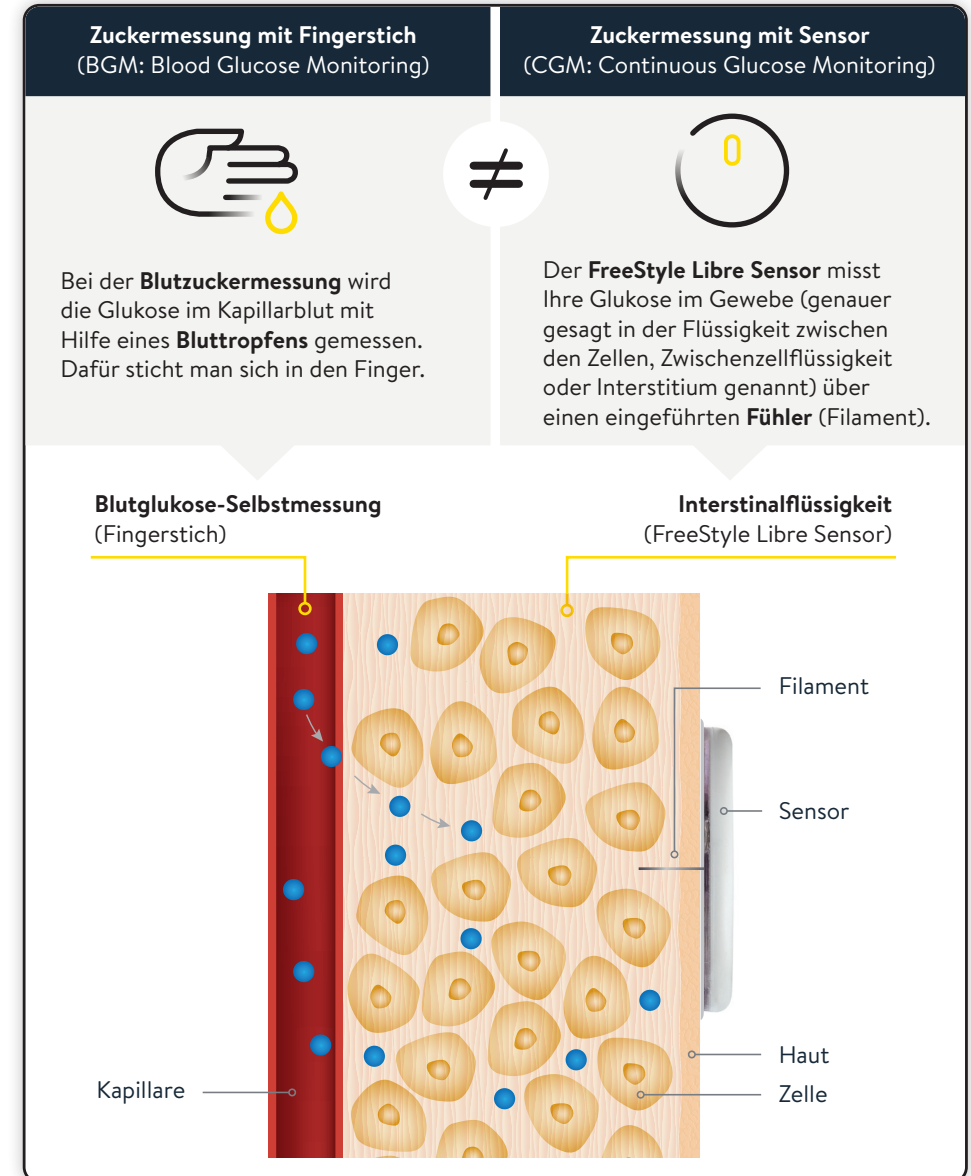 Zuckermessung mit Fingerstich
(BGM: Blood Glucose Monitoring)
Zuckermessung mit Sensor
(CGM: Continuous Glucose Monitoring)
≠
Bei der Blutzuckermessung wird
die Glukose im Kapillarblut mit
Hilfe eines Bluttropfens gemessen.
Dafür sticht man sich in den Finger.
Der FreeStyle Libre Sensor misst
Ihre Glukose im Gewebe (genauer
gesagt in der Flüssigkeit zwischen
den Zellen, Zwischenzellflüssigkeit
oder Interstitium genannt) über
einen eingeführten Fühler (Filament).
Blutglukose-Selbstmessung
(Fingerstich)
Interstinalflüssigkeit
(FreeStyle Libre Sensor)
Filament
Sensor
Haut
Kapillare
Zelle